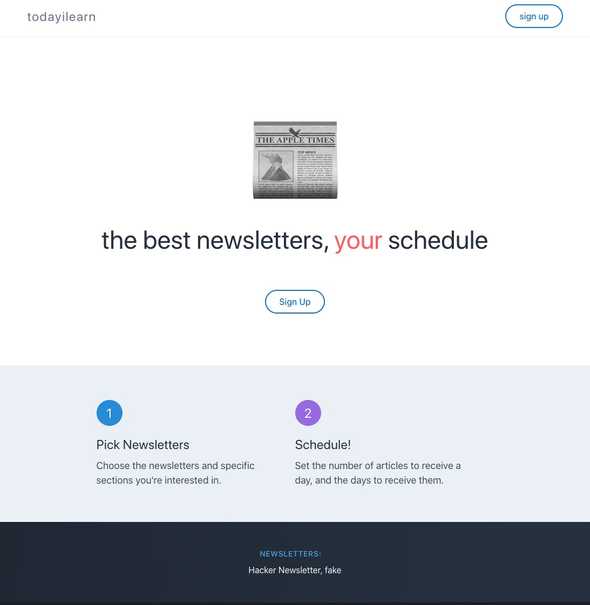 todayilearn
sign up
THE APPLE TIMES
the best newsletters, your schedule
Sign Up
1
2
Pick Newsletters
Schedule!
Choose the newsletters and specific
sections you're interested in.
Set the number of articles to receive a
day, and the days to receive them.
NEWSLETTERS:
Hacker Newsletter, fake